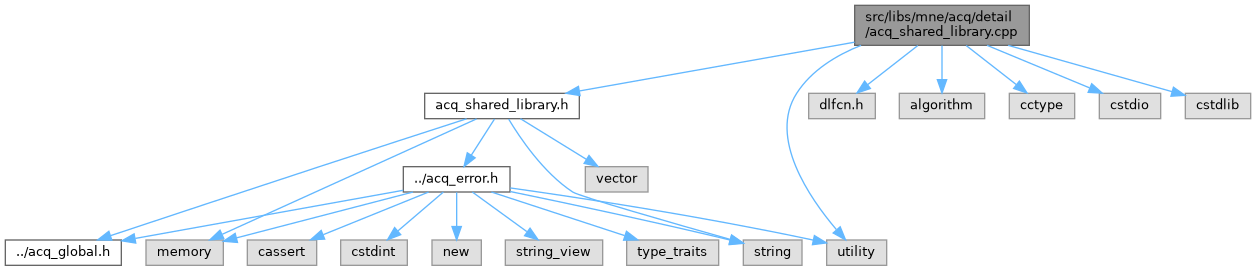 src/libs/mne/acq/detail
/acq_shared_library.cpp
acq_shared_library.h
dlfcn.h
algorithm
cctype
cstdio
cstdlib
../acq_error.h
vector
../acq_global.h
memory
cassert
cstdint
new
string_view
type_traits
string
utility